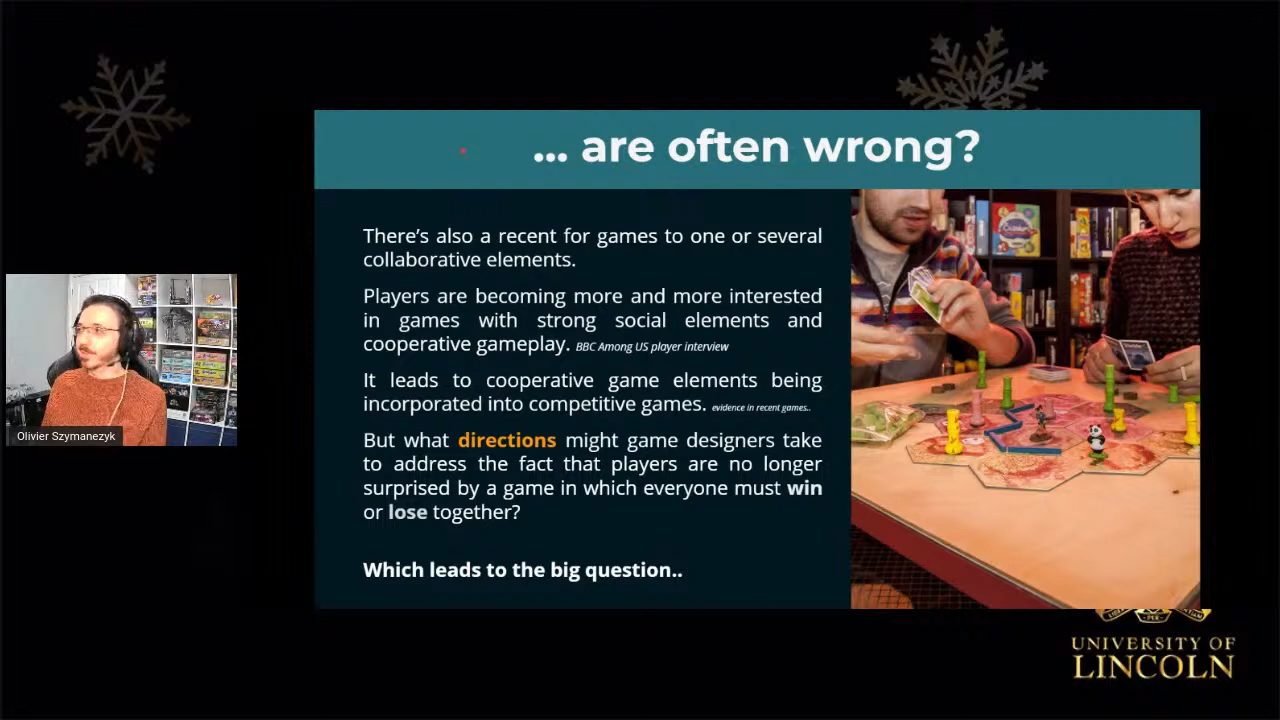 ... are often wrong?
There's also a recent for games to one or several
collaborative elements.
Players are becoming more and more interested
in games with strong social elements and
cooperative gameplay. BBC Among US player interview
It leads to cooperative game elements being
incorporated into competitive games. evidence in recent games..
But what directions might game designers take
to address the fact that players are no longer
surprised by a game in which everyone must win
or lose together?
Which leads to the big question..
Olivier Szymanezyk
UNIVERSITY OF
LINCOLN